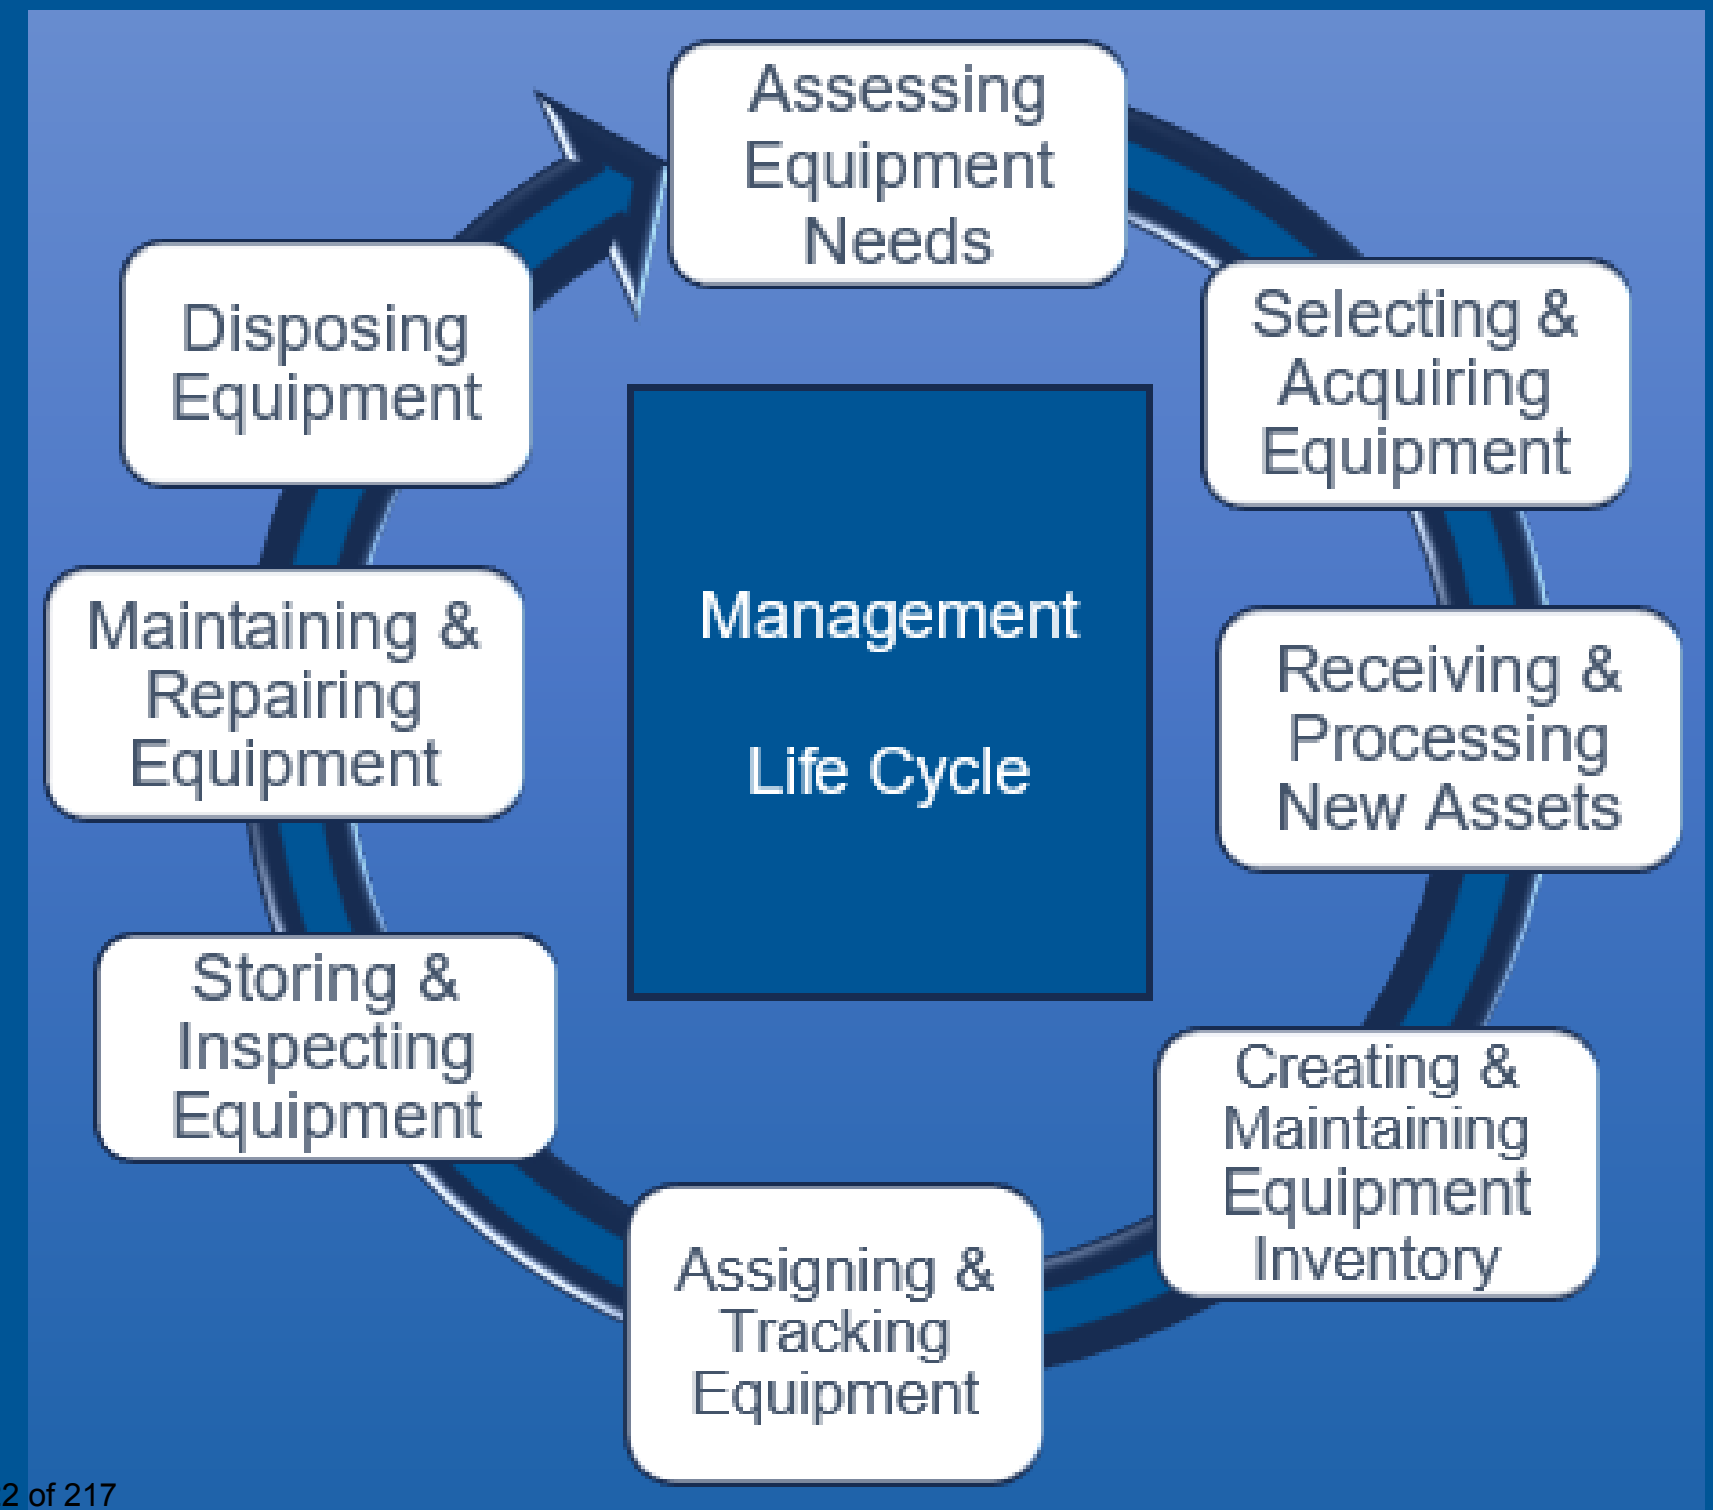 Assessing
Equipment
Needs
Selecting &
Acquiring
Equipment
Receiving &
Processing
New Assets
Creating &
Maintaining
Equipment
Inventory
Assigning &
Tracking
Equipment
Storing &
Inspecting
Equipment
Maintaining &
Repairing
Equipment
Disposing
Equipment
Management
Life Cycle
2 of 217